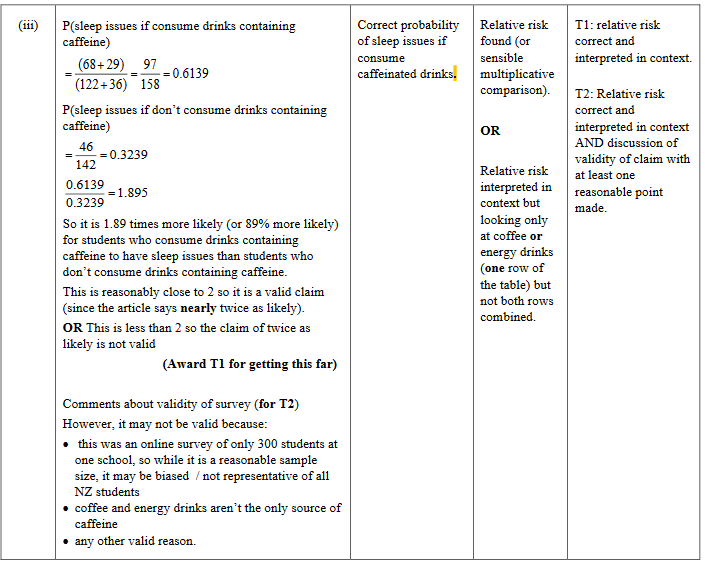 (iii)
P(sleep issues if consume drinks containing
caffeine)
= (68+29) / (122+36) = 97 / 158 = 0.6139
P(sleep issues if don't consume drinks containing
caffeine)
= 46 / 142 = 0.3239
0.6139 / 0.3239 = 1.895
So it is 1.89 times more likely (or 89% more likely)
for students who consume drinks containing
caffeine to have sleep issues than students who
don't consume drinks containing caffeine.
This is reasonably close to 2 so it is a valid claim
(since the article says nearly twice as likely).
OR This is less than 2 so the claim of twice as
likely is not valid
(Award T1 for getting this far)
Comments about validity of survey (for T2)
However, it may not be valid because:
• this was an online survey of only 300 students at
one school, so while it is a reasonable sample
size, it may be biased / not representative of all
NZ students
• coffee and energy drinks aren't the only source of
caffeine
• any other valid reason.
Correct probability
of sleep issues if
consume
caffeinated drinks.
Relative risk
found (or
sensible
multiplicative
comparison).
OR
Relative risk
interpreted in
context but
looking only
at coffee or
energy drinks
(one row of
the table) but
not both rows
combined.
T1: relative risk
correct and
interpreted in context.
T2: Relative risk
correct and
interpreted in context
AND discussion of
validity of claim with
at least one
reasonable point
made.